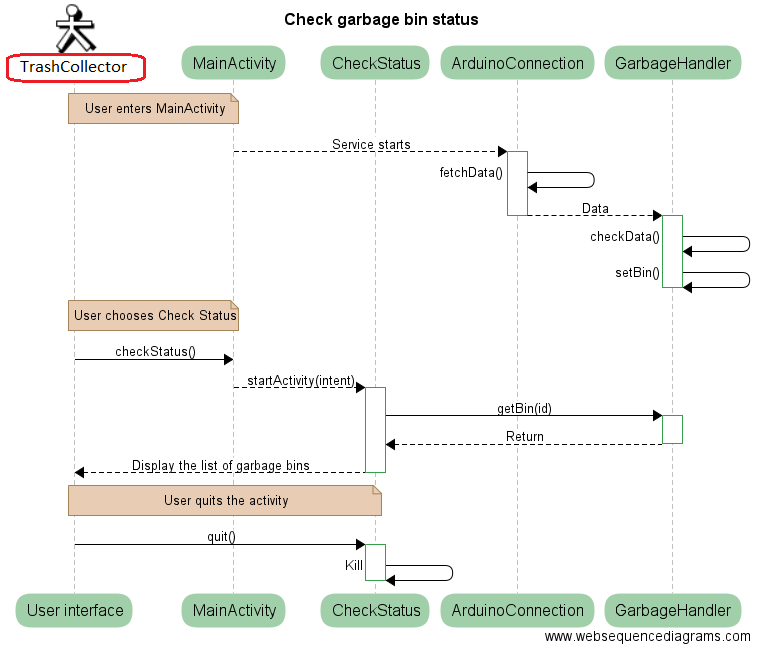 Check garbage bin status
TrashCollector
MainActivity
CheckStatus
ArduinoConnection
GarbageHandler
User enters MainActivity
Service starts
fetchData()
Data
checkData()
setBin()
User chooses Check Status
checkStatus()
startActivity(intent)
getBin(id)
Return
Display the list of garbage bins
User quits the activity
quit()
Kill
User interface
MainActivity
CheckStatus
ArduinoConnection
GarbageHandler
www.websequencediagrams.com